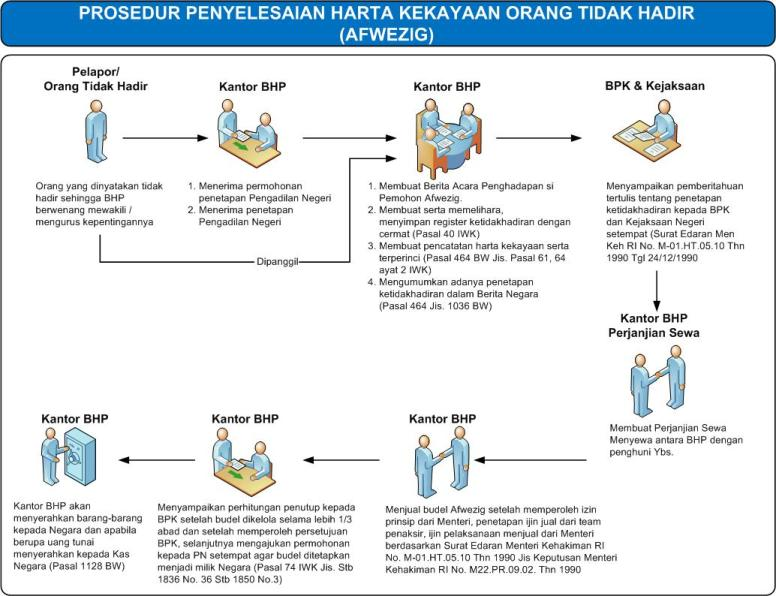 PROSEDUR PENYELESAIAN HARTA KEKAYAAN ORANG TIDAK HADIR
(AFWEZIG)
Pelapor/
Orang Tidak Hadir
Orang yang dinyatakan tidak
hadir sehingga BHP
berwenang mewakili /
mengurus kepentingannya
Kantor BHP
1. Menerima permohonan
penetapan Pengadilan Negeri
2. Menerima penetapan
Pengadilan Negeri
Dipanggil
Kantor BHP
1. Membuat Berita Acara Penghadapan si
Pemohon Afwezig.
2. Membuat serta memelihara,
menyimpan register ketidakhadiran dengan
cermat (Pasal 40 IWK)
3. Membuat pencatatan harta kekayaan serta
terperinci (Pasal 464 BW Jis. Pasal 61, 64
ayat 2 IWK)
4. Mengumumkan adanya penetapan
ketidakhadiran dalam Berita Negara
(Pasal 464 Jis. 1036 BW)
BPK & Kejaksaan
Menyampaikan pemberitahuan
tertulis tentang penetapan
ketidakhadiran kepada BPK
dan Kejaksaan Negeri
setempat (Surat Edaran Men
Keh RI No. M-01.HT.05.10 Thn
1990 Tgl 24/12/1990
Kantor BHP
Perjanjian Sewa
Membuat Perjanjian Sewa
Menyewa antara BHP dengan
penghuni Ybs.
Kantor BHP
Menjual budel Afwezig setelah memperoleh izin
prinsip dari Menteri, penetapan ijin jual dari team
penaksir, ijin pelaksanaan menjual dari Menteri
berdasarkan Surat Edaran Menteri Kehakiman RI
No. M-01.HT.05.10 Thn 1990 Jis Keputusan Menteri
Kehakiman RI No. M22.PR.09.02. Thn 1990
Kantor BHP
Menyampaikan perhitungan penutup kepada
BPK setelah budel dikelola selama lebih 1/3
abad dan setelah memperoleh persetujuan
BPK, selanjutnya mengajukan permohonan
kepada PN setempat agar budel ditetapkan
menjadi milik Negara (Pasal 74 IWK Jis. Stb
1836 No. 36 Stb 1850 No.3)
Kantor BHP
Kantor BHP akan
menyerahkan barang-barang
kepada Negara dan apabila
berupa uang tunai
menyerahkan kepada Kas
Negara (Pasal 1128 BW)